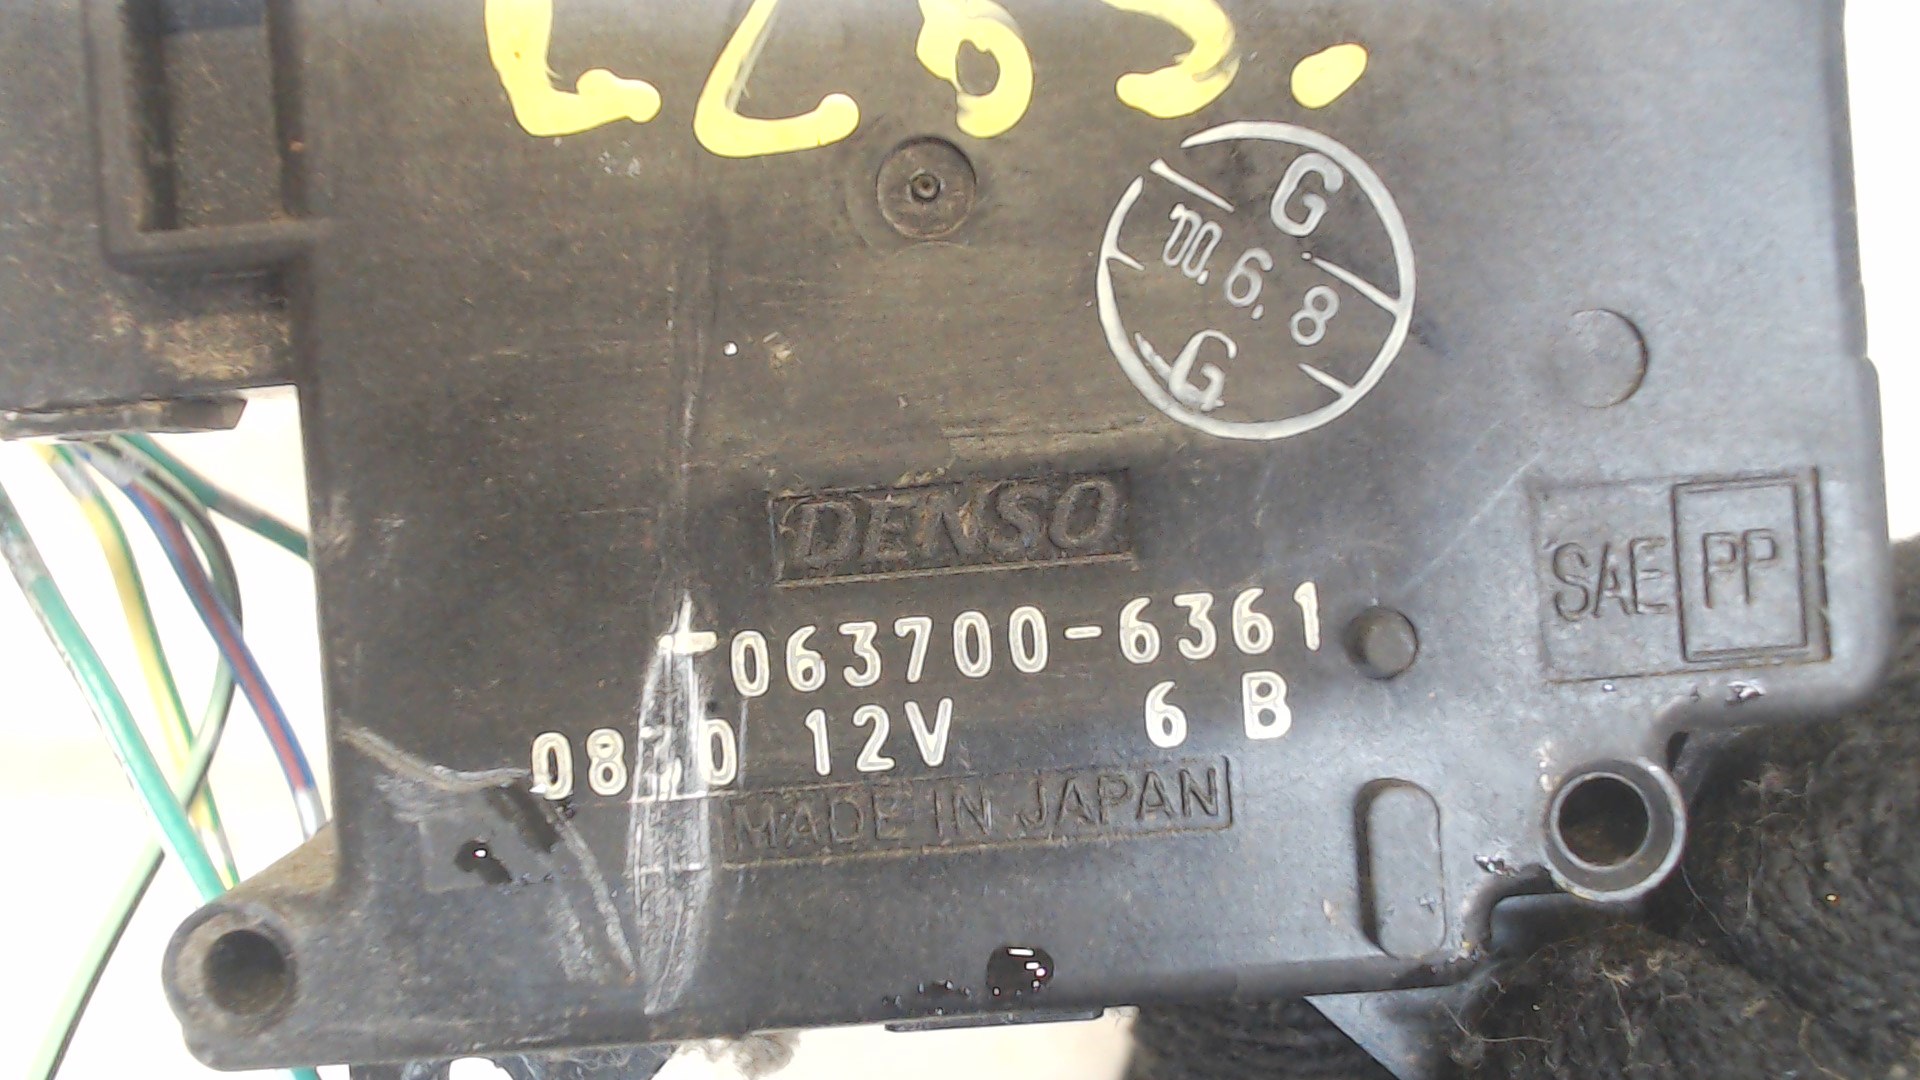 G
'00. 6. 8
G
DENSO
SAE PP
063700-6361
12V 6 B
MADE IN JAPAN